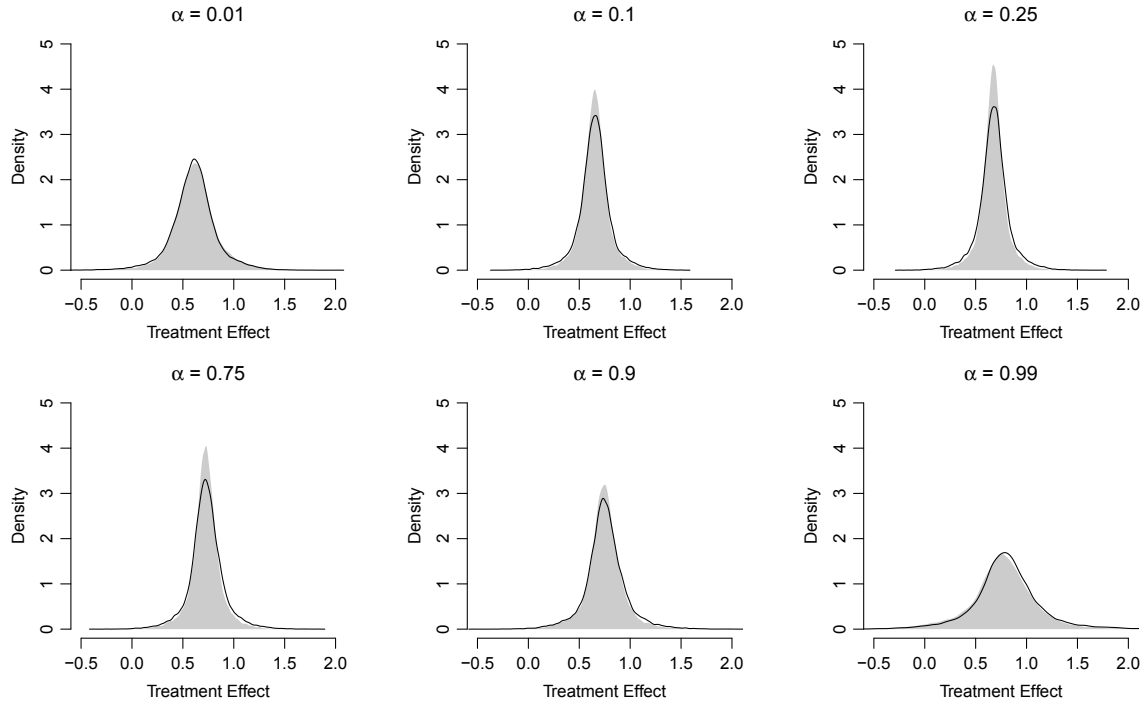 α = 0.01
α = 0.1
α = 0.25
Density
0 1 2 3 4 5
−0.5 0.0 0.5 1.0 1.5 2.0
Treatment Effect
Density
0 1 2 3 4 5
−0.5 0.0 0.5 1.0 1.5 2.0
Treatment Effect
Density
0 1 2 3 4 5
−0.5 0.0 0.5 1.0 1.5 2.0
Treatment Effect
α = 0.75
α = 0.9
α = 0.99
Density
0 1 2 3 4 5
−0.5 0.0 0.5 1.0 1.5 2.0
Treatment Effect
Density
0 1 2 3 4 5
−0.5 0.0 0.5 1.0 1.5 2.0
Treatment Effect
Density
0 1 2 3 4 5
−0.5 0.0 0.5 1.0 1.5 2.0
Treatment Effect